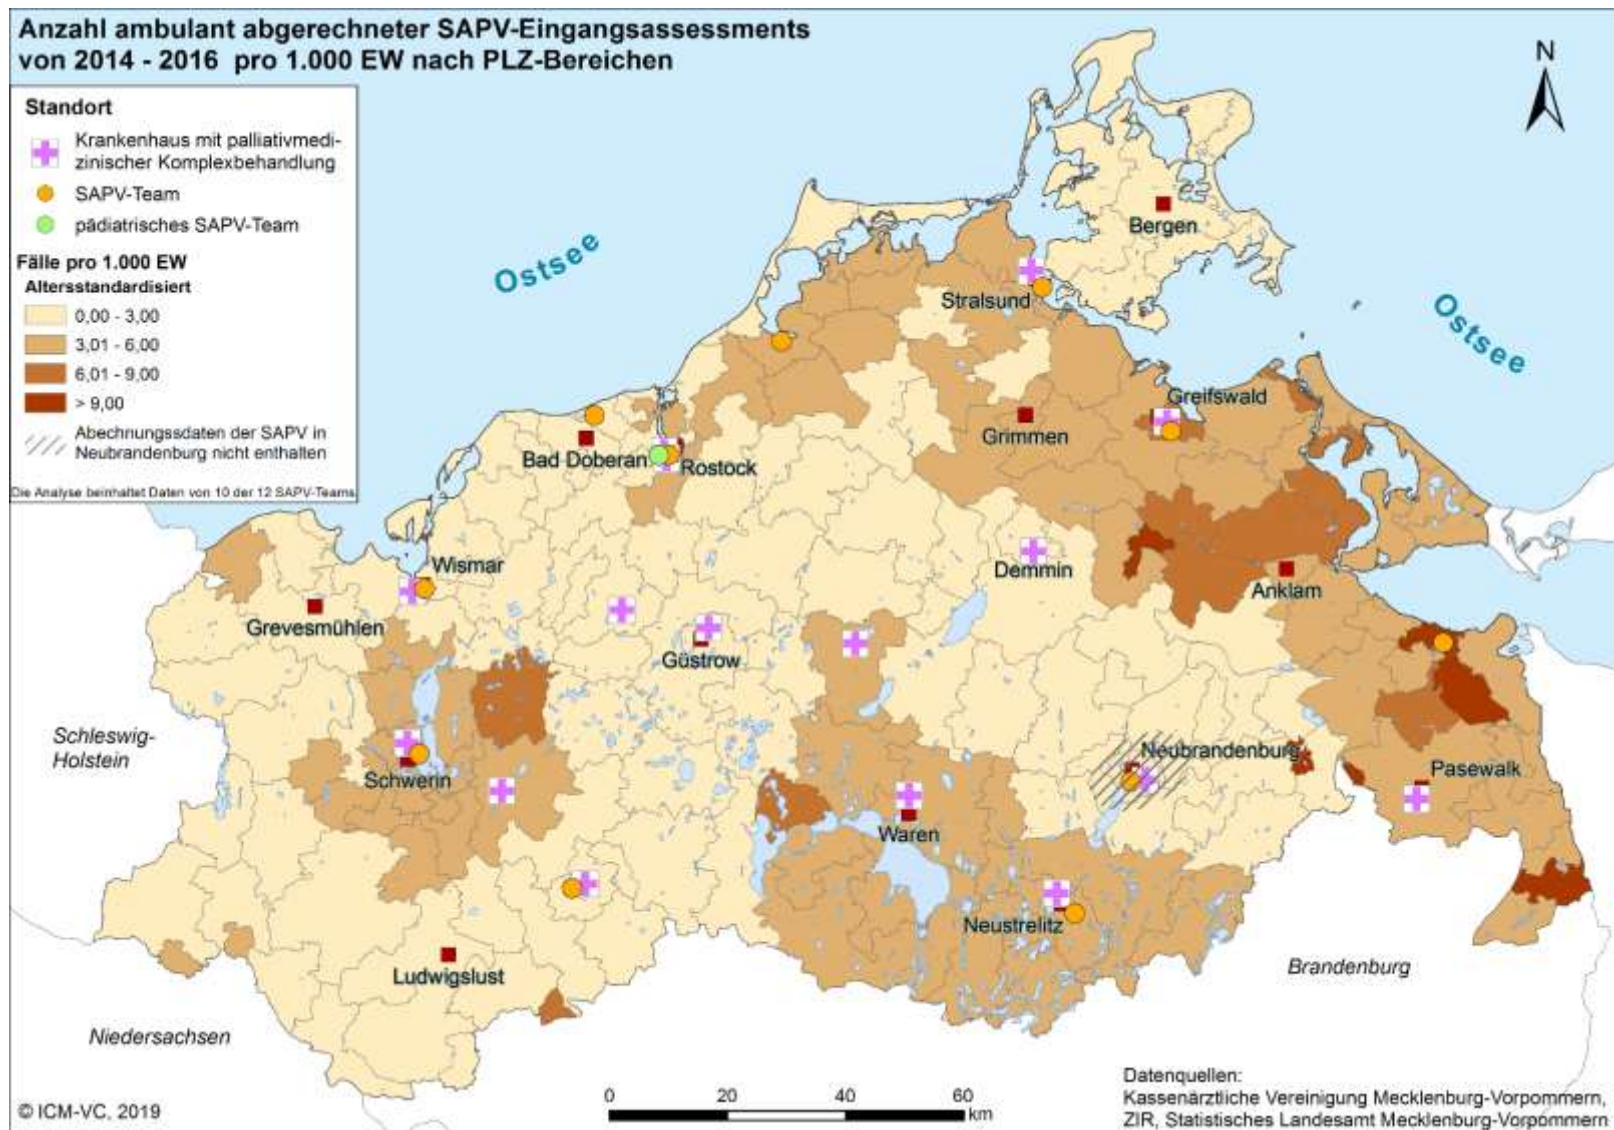 Anzahl ambulant abgerechneter SAPV-Eingangsassessments
von 2014 - 2016 pro 1.000 EW nach PLZ-Bereichen
N
Standort
Krankenhaus mit palliativmedi-
zinischer Komplexbehandlung
SAPV-Team
pädiatrisches SAPV-Team
Fälle pro 1.000 EW
Altersstandardisiert
0,00 - 3,00
3,01 - 6,00
6,01 - 9,00
> 9,00
Abechnungssdaten der SAPV in
Neubrandenburg nicht enthalten
Die Analyse beinhaltet Daten von 10 der 12 SAPV-Teams
Ostsee
Bergen
Stralsund
Ostsee
Greifswald
Grimmen
Bad Doberan
Rostock
Wismar
Demmin
Anklam
Grevesmühlen
Güstrow
Schleswig-
Holstein
Neubrandenburg
Pasewalk
Schwerin
Waren
Neustrelitz
Ludwigslust
Brandenburg
Niedersachsen
0 20 40 60
km
Datenquellen:
Kassenärztliche Vereinigung Mecklenburg-Vorpommern,
ZIR, Statistisches Landesamt Mecklenburg-Vorpommern
© ICM-VC, 2019